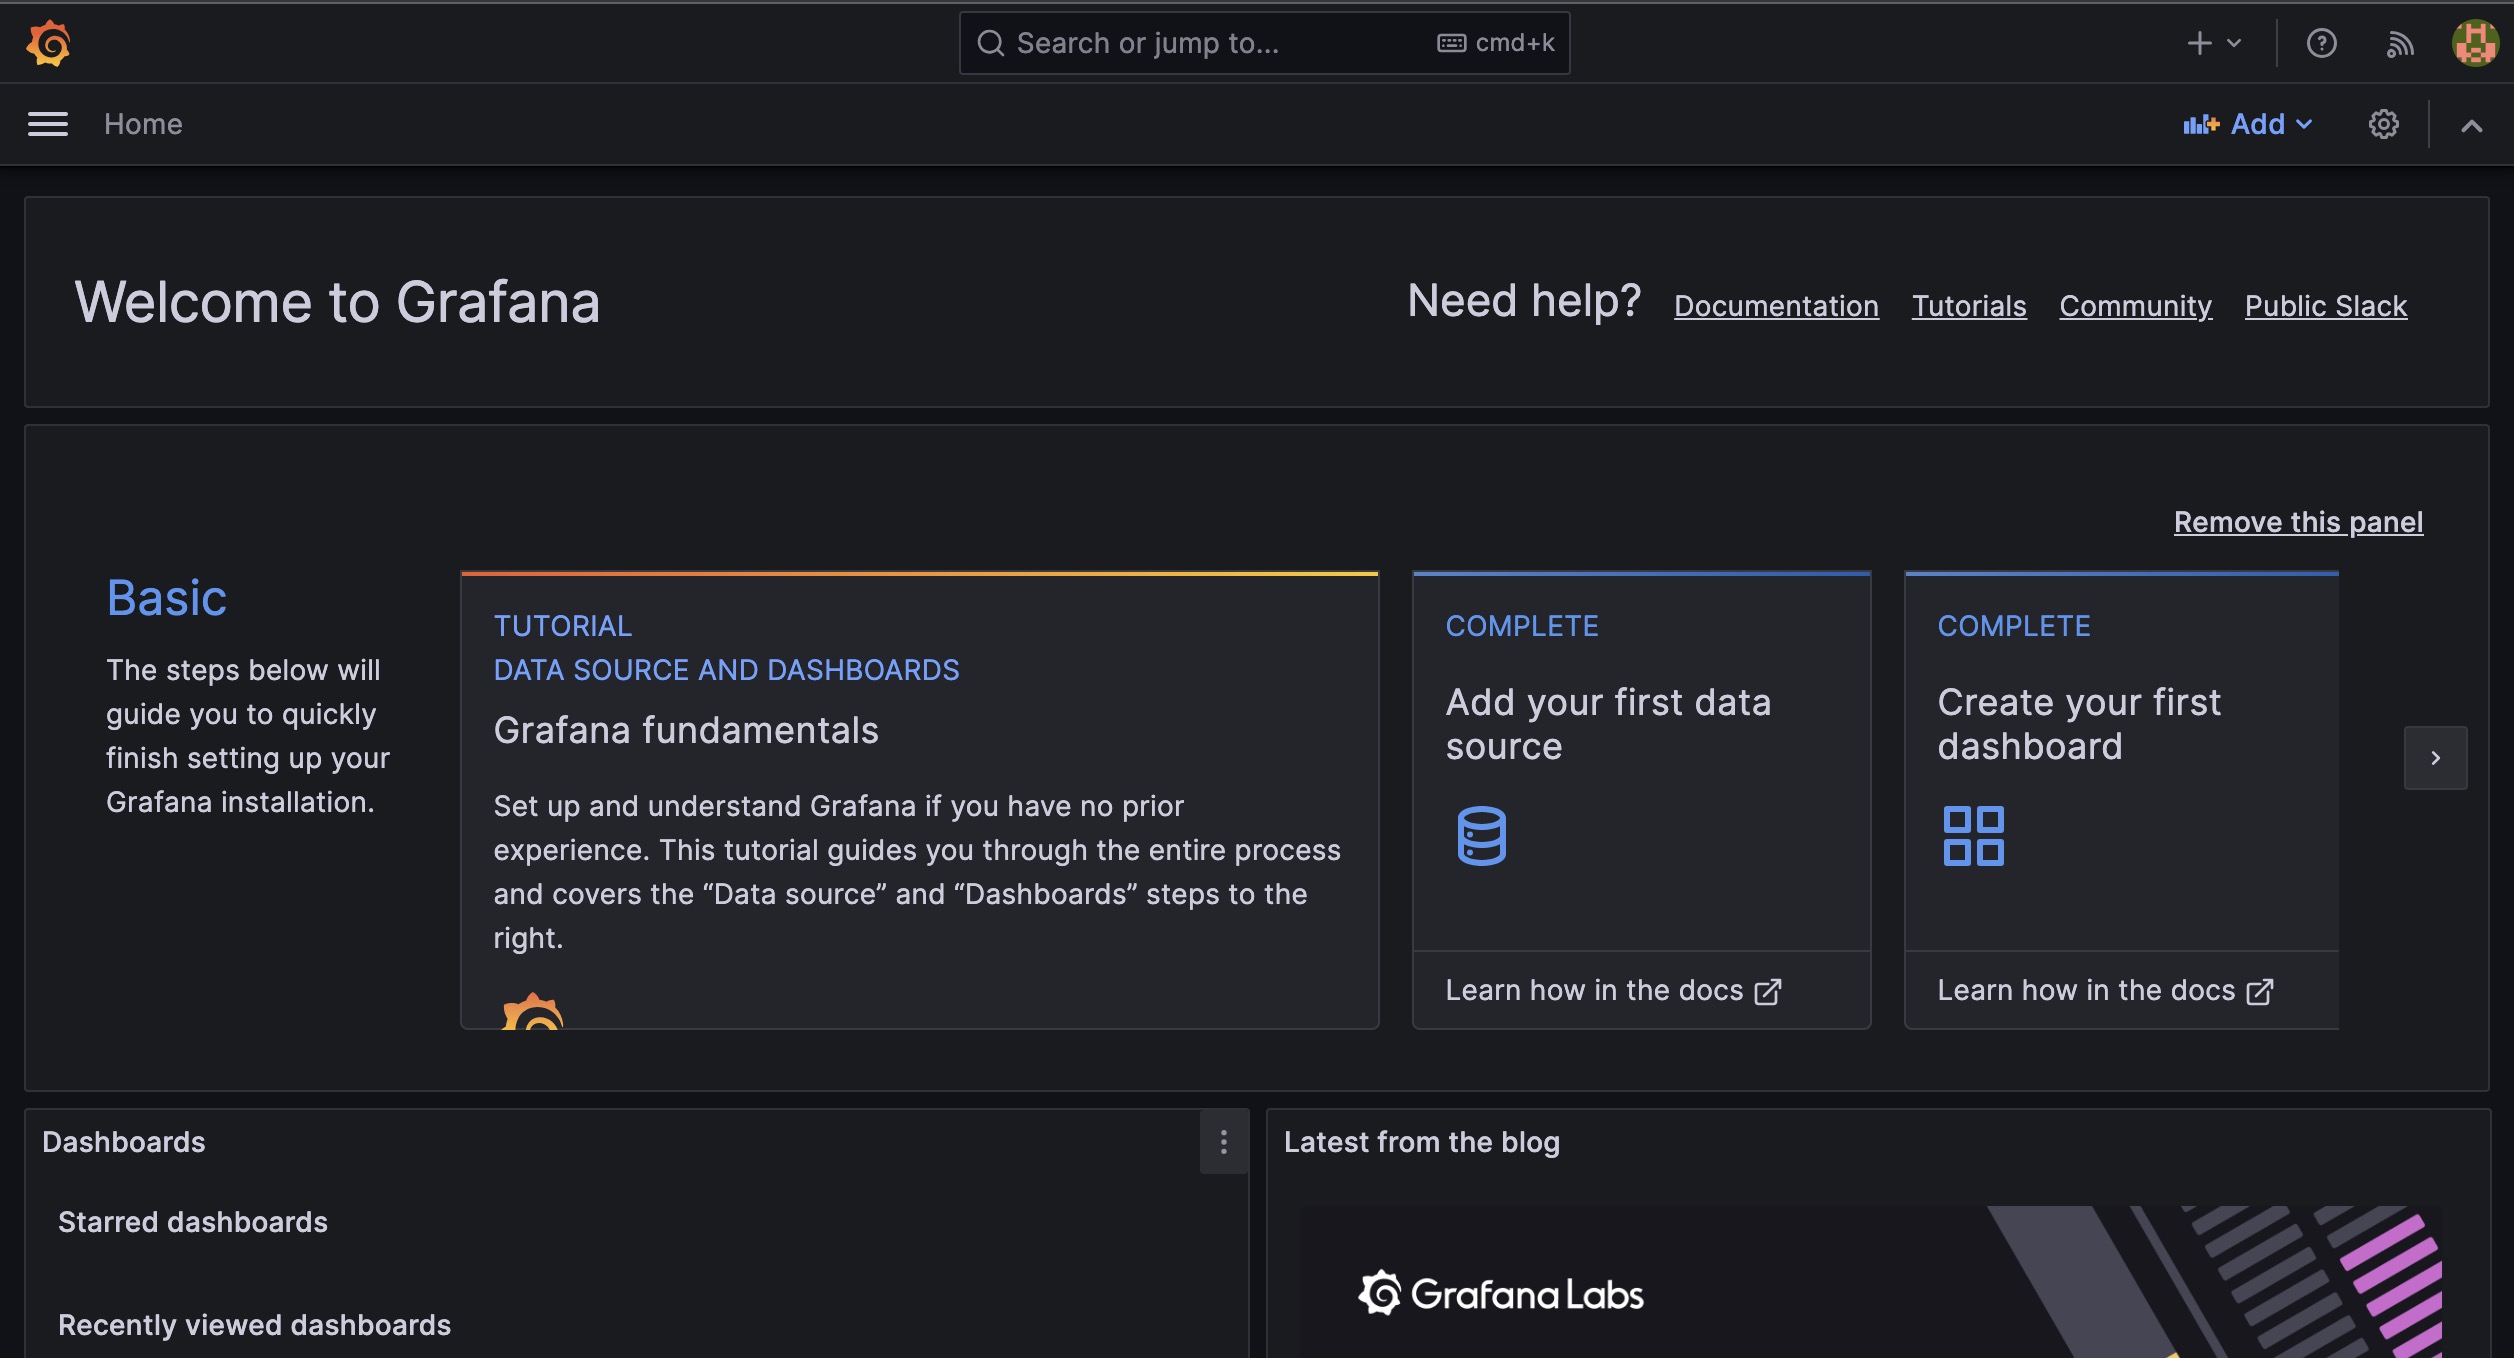 Search or jump to...
cmd+k
Home
Add
Welcome to Grafana
Need help?
Documentation
Tutorials
Community
Public Slack
Remove this panel
Basic
The steps below will
guide you to quickly
finish setting up your
Grafana installation.
TUTORIAL
DATA SOURCE AND DASHBOARDS
Grafana fundamentals
Set up and understand Grafana if you have no prior
experience. This tutorial guides you through the entire process
and covers the “Data source” and “Dashboards” steps to the
right.
COMPLETE
Add your first data
source
Learn how in the docs
COMPLETE
Create your first
dashboard
Learn how in the docs
Dashboards
Starred dashboards
Recently viewed dashboards
Latest from the blog
Grafana Labs